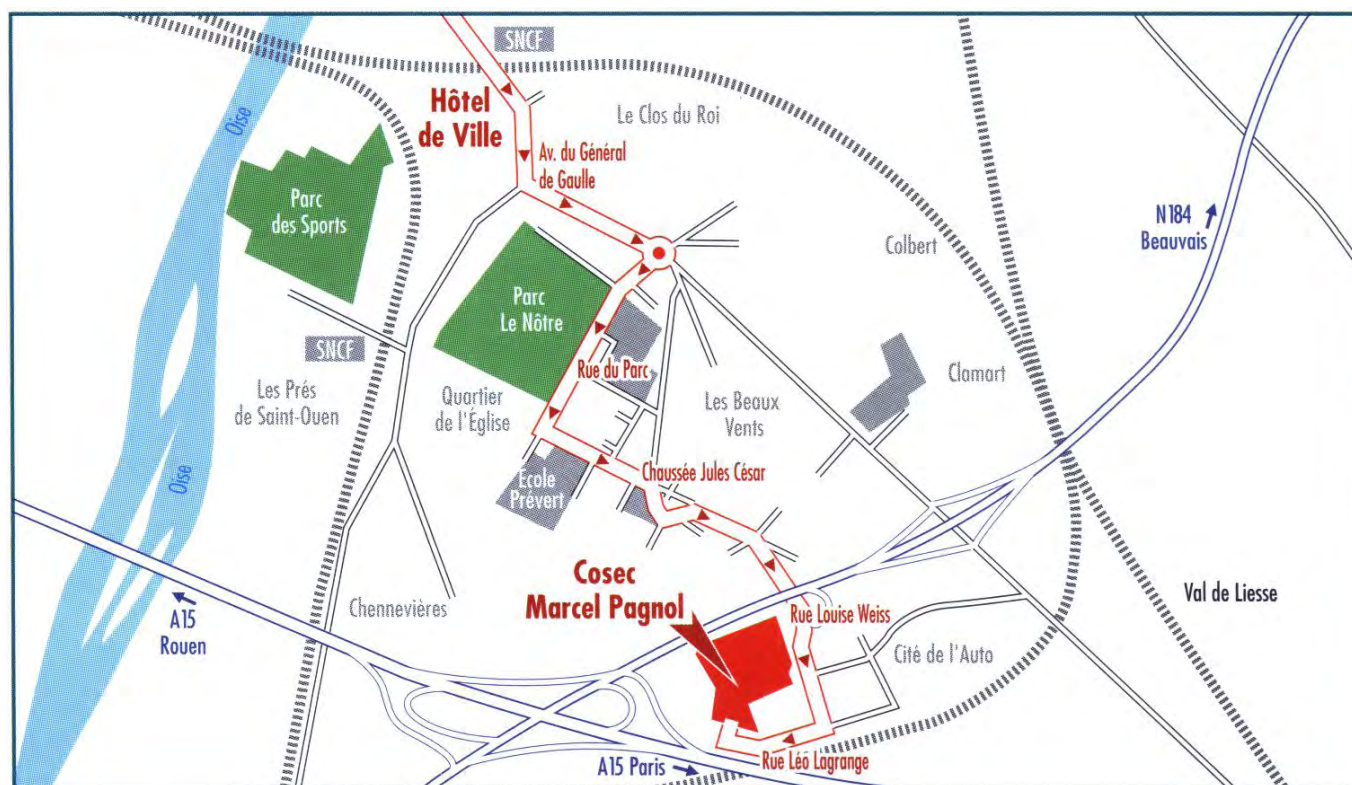 SNCF
Hôtel
de Ville
Le Clos du Roi
Oise
Av. du Général
de Gaulle
Parc
des Sports
N184
Beauvais
Colbert
Parc
Le Nôtre
SNCF
Rue du Parc
Clamart
Les Prés
de Saint-Ouen
Quartier
de l'Église
Les Beaux
Vents
Oise
École
Prévert
Chaussée Jules César
Cosec
Marcel Pagnol
Chennevières
A15
Rouen
Rue Louise Weiss
Val de Liesse
Cité de l'Auto
Rue Léo Lagrange
A15 Paris